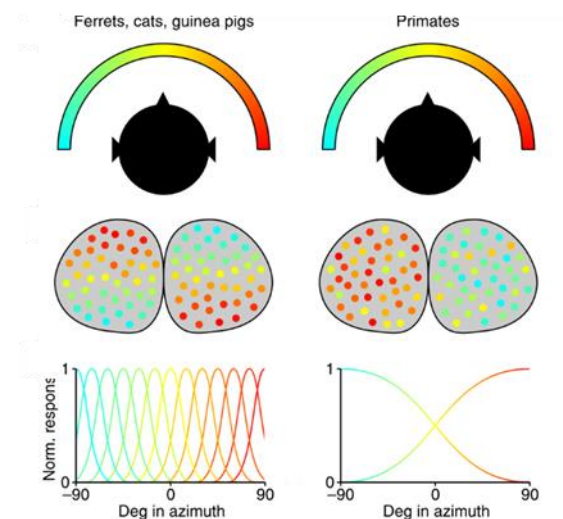 Ferrets, cats, guinea pigs
Primates
1
Norm. respons
0
−90
0
90
Deg in azimuth
1
0
−90
0
90
Deg in azimuth